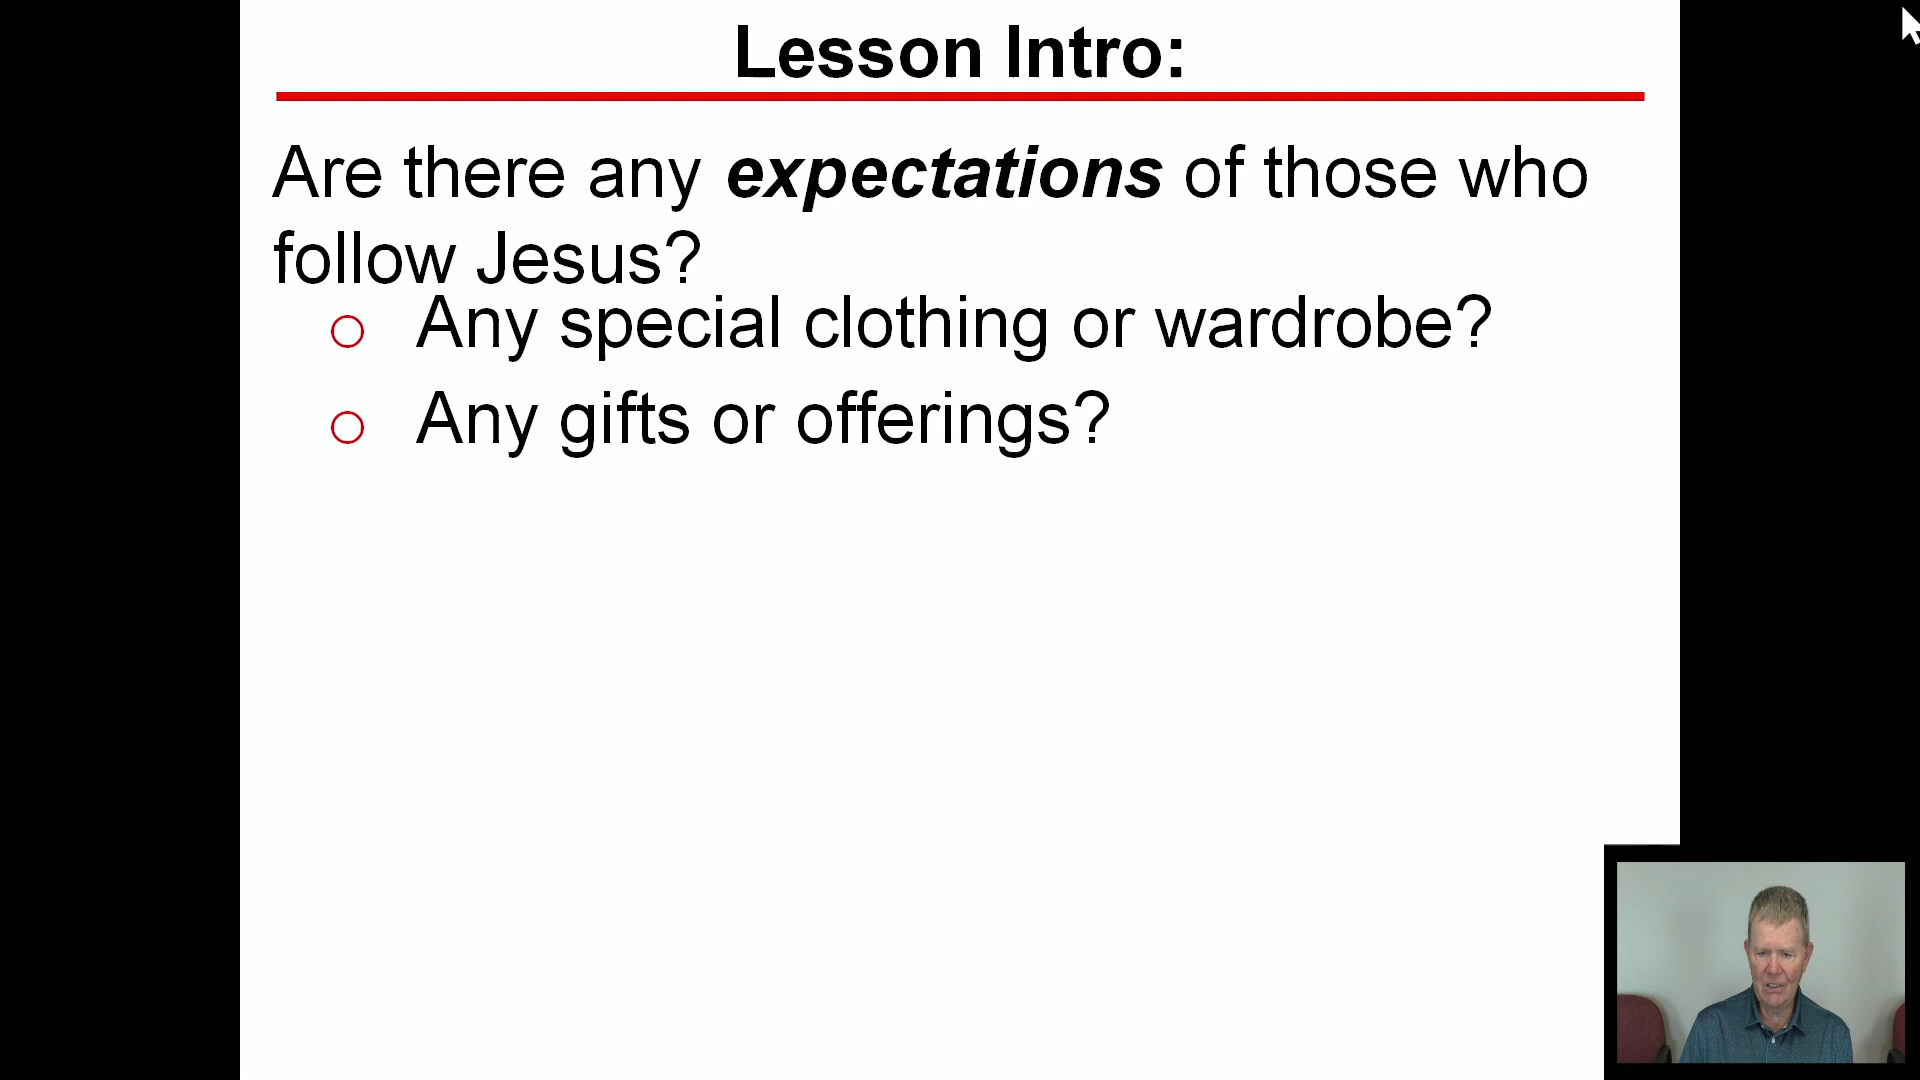 Lesson Intro:
Are there any expectations of those who
follow Jesus?
Any special clothing or wardrobe?
Any gifts or offerings?